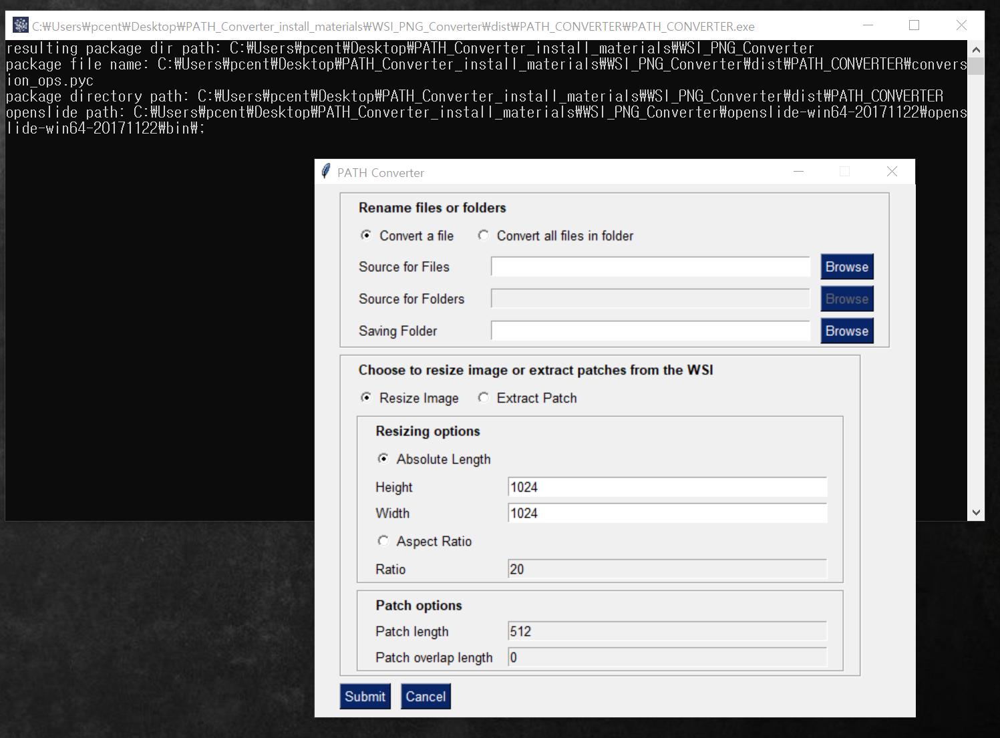 C:₩Users₩pcent₩Desktop₩PATH_Converter_install_materials₩WSI_PNG_Converter₩dist₩PATH_CONVERTER₩PATH_CONVERTER.exe
resulting package dir path: C:₩Users₩pcent₩Desktop₩PATH_Converter_install_materials₩WSI_PNG_Converter
package file name: C:₩Users₩pcent₩Desktop₩PATH_Converter_install_materials₩WSI_PNG_Converter₩dist₩PATH_CONVERTER₩convers
ion_ops.pyc
package directory path: C:₩Users₩pcent₩Desktop₩PATH_Converter_install_materials₩WSI_PNG_Converter₩dist₩PATH_CONVERTER
openslide path: C:₩Users₩pcent₩Desktop₩PATH_Converter_install_materials₩WSI_PNG_Converter₩openslide-win64-20171122₩opens
lide-win64-20171122₩bin₩;
PATH Converter
Rename files or folders
Convert a file Convert all files in folder
Source for Files Browse
Source for Folders Browse
Saving Folder Browse
Choose to resize image or extract patches from the WSI
Resize Image Extract Patch
Resizing options
Absolute Length
Height 1024
Width 1024
Aspect Ratio
Ratio 20
Patch options
Patch length 512
Patch overlap length 0
Submit Cancel